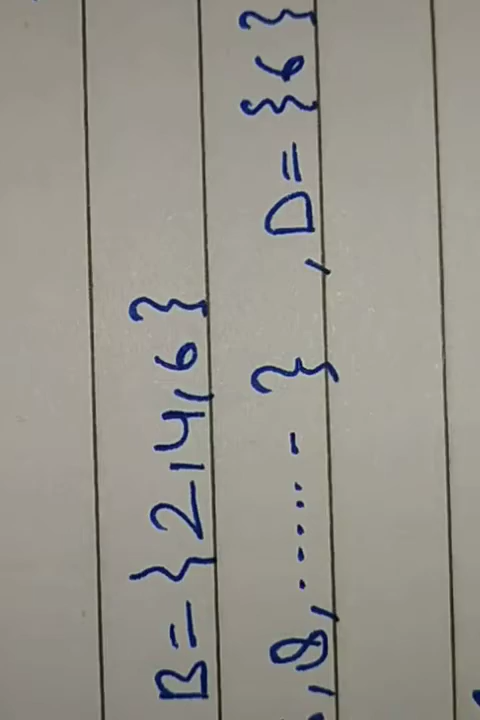 B={2,4,6}
,8,......- } , D={6}